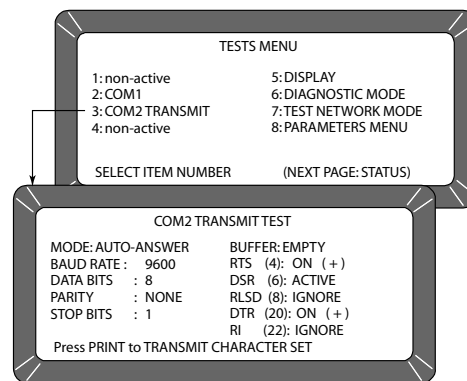 TESTS MENU
1: non-active 5: DISPLAY
2: COM1 6: DIAGNOSTIC MODE
3: COM2 TRANSMIT 7: TEST NETWORK MODE
4: non-active 8: PARAMETERS MENU
SELECT ITEM NUMBER (NEXT PAGE: STATUS)
COM2 TRANSMIT TEST
MODE: AUTO-ANSWER BUFFER: EMPTY
BAUD RATE : 9600 RTS (4): ON ( + )
DATA BITS : 8 DSR (6): ACTIVE
PARITY : NONE RLSD (8): IGNORE
STOP BITS : 1 DTR (20): ON ( + )
RI (22): IGNORE
Press PRINT to TRANSMIT CHARACTER SET